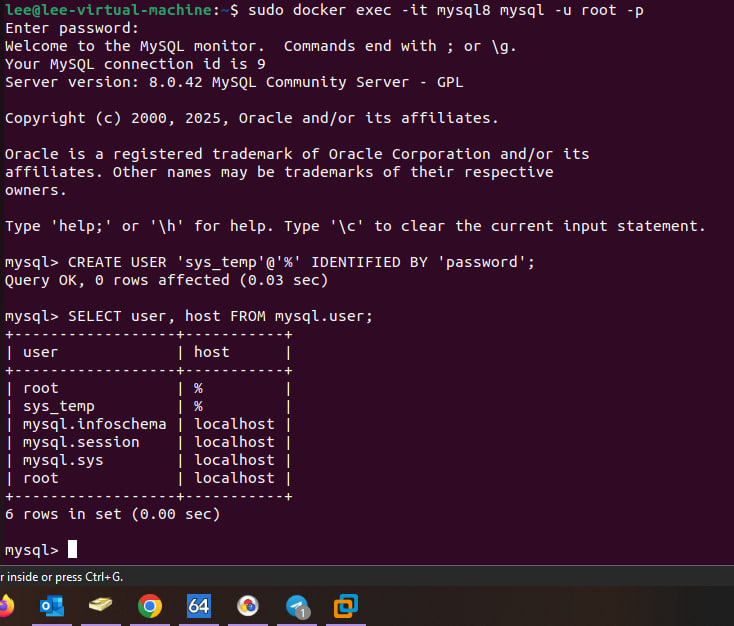 lee@lee-virtual-machine:~$ sudo docker exec -it mysql8 mysql -u root -p
Enter password:
Welcome to the MySQL monitor.  Commands end with ; or \g.
Your MySQL connection id is 9
Server version: 8.0.42 MySQL Community Server - GPL

Copyright (c) 2000, 2025, Oracle and/or its affiliates.

Oracle is a registered trademark of Oracle Corporation and/or its
affiliates. Other names may be trademarks of their respective
owners.

Type 'help;' or '\h' for help. Type '\c' to clear the current input statement.

mysql> CREATE USER 'sys_temp'@'%' IDENTIFIED BY 'password';
Query OK, 0 rows affected (0.03 sec)

mysql> SELECT user, host FROM mysql.user;
+------------------+-----------+
| user             | host      |
+------------------+-----------+
| root             | %         |
| sys_temp         | %         |
| mysql.infoschema | localhost |
| mysql.session    | localhost |
| mysql.sys        | localhost |
| root             | localhost |
+------------------+-----------+
6 rows in set (0.00 sec)

mysql>
r inside or press Ctrl+G.
64
1